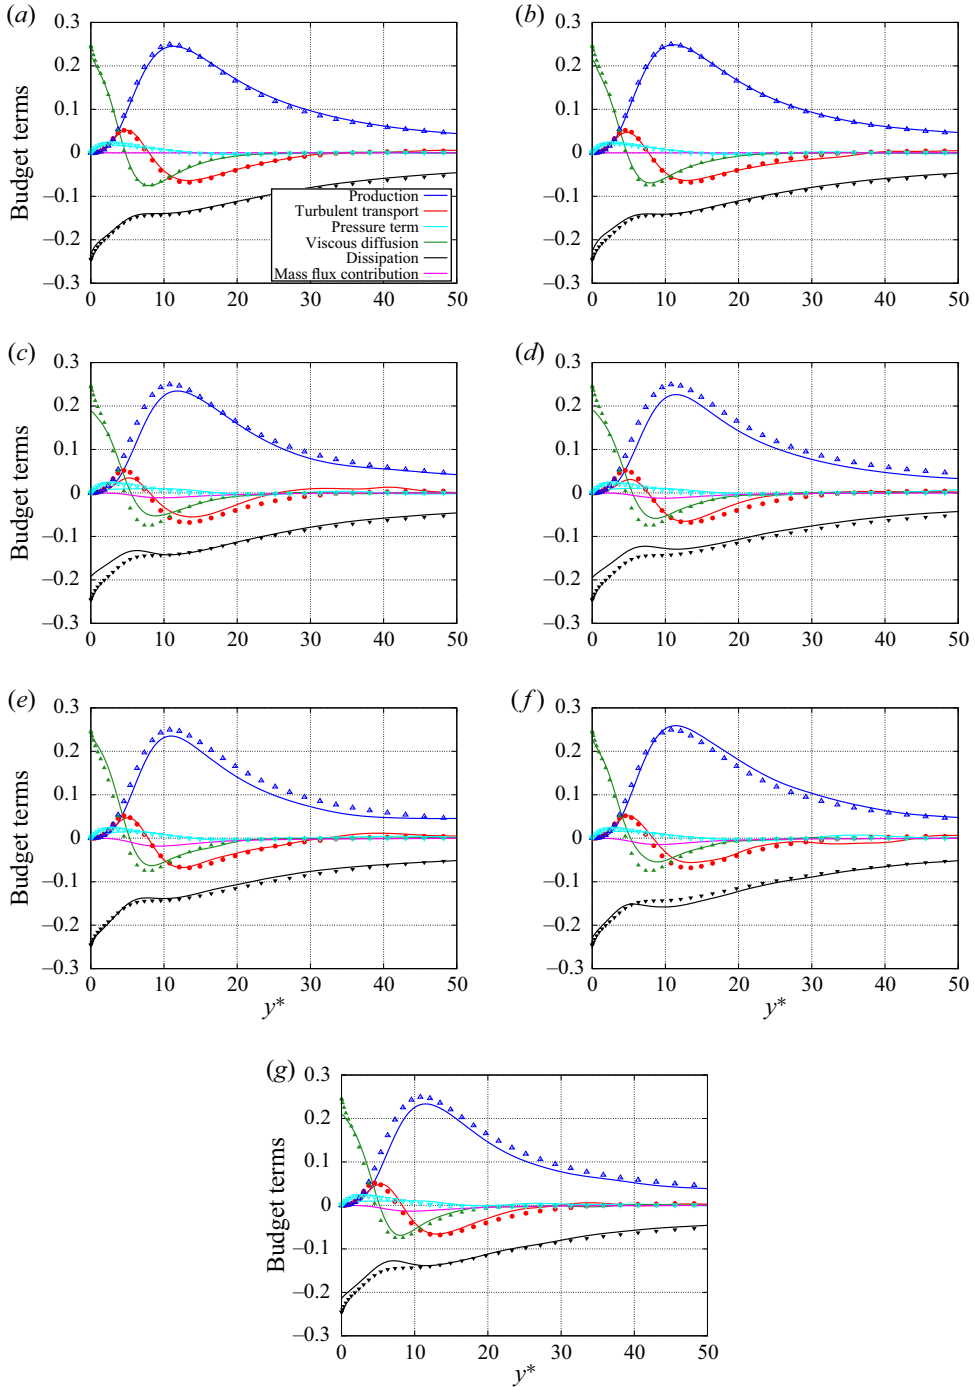 (a)
0.3
0.2
0.1
0
–0.1
–0.2
–0.3
Budget terms
Production
Turbulent transport
Pressure term
Viscous diffusion
Dissipation
Mass flux contribution
0 10 20 30 40 50
(b)
0.3
0.2
0.1
0
–0.1
–0.2
–0.3
0 10 20 30 40 50
(c)
0.3
0.2
0.1
0
–0.1
–0.2
–0.3
Budget terms
0 10 20 30 40 50
(d)
0.3
0.2
0.1
0
–0.1
–0.2
–0.3
0 10 20 30 40 50
(e)
0.3
0.2
0.1
0
–0.1
–0.2
–0.3
Budget terms
0 10 20 30 40 50
y*
(f)
0.3
0.2
0.1
0
–0.1
–0.2
–0.3
0 10 20 30 40 50
y*
(g)
0.3
0.2
0.1
0
–0.1
–0.2
–0.3
Budget terms
0 10 20 30 40 50
y*